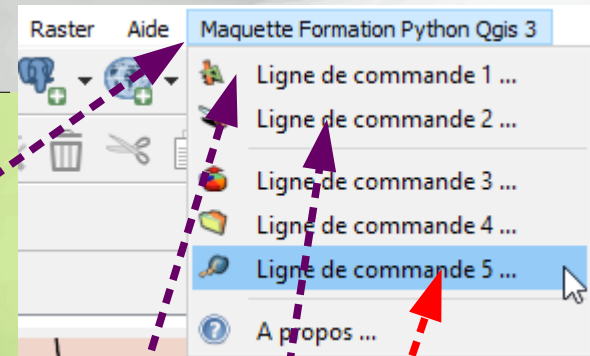 Raster Aide Maquette Formation Python Qgis 3
Ligne de commande 1 ...
Ligne de commande 2 ...
Ligne de commande 3 ...
Ligne de commande 4 ...
Ligne de commande 5 ...
A propos ...